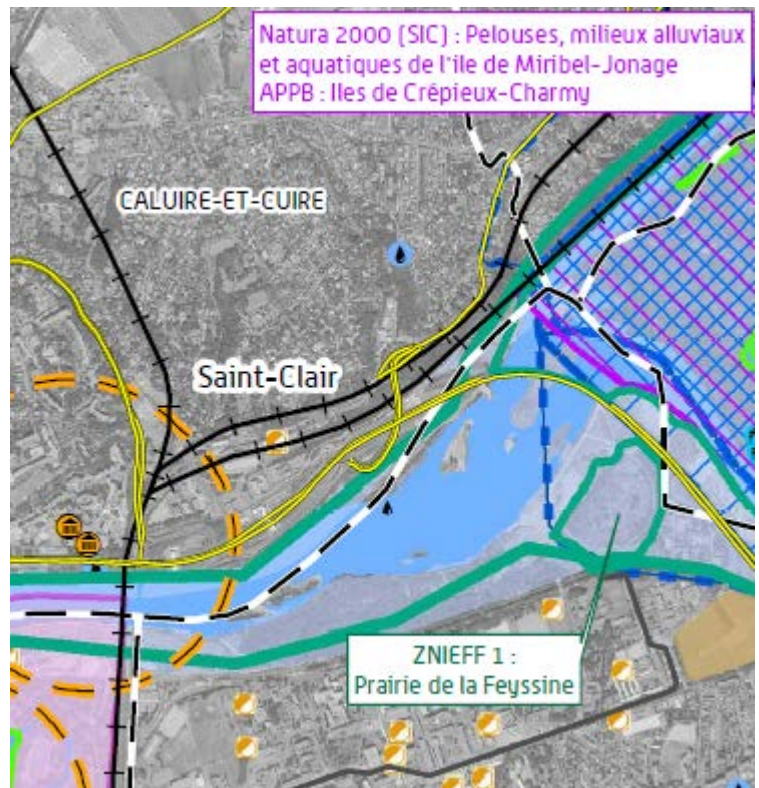 Natura 2000 (SIC) : Pelouses, milieux alluviaux
et aquatiques de l'ile de Miribel-Jonage
APPB : Iles de Crépieux-Charmy
CALUIRE-ET-CUIRE
Saint-Clair
ZNIEFF 1 :
Prairie de la Feyssine